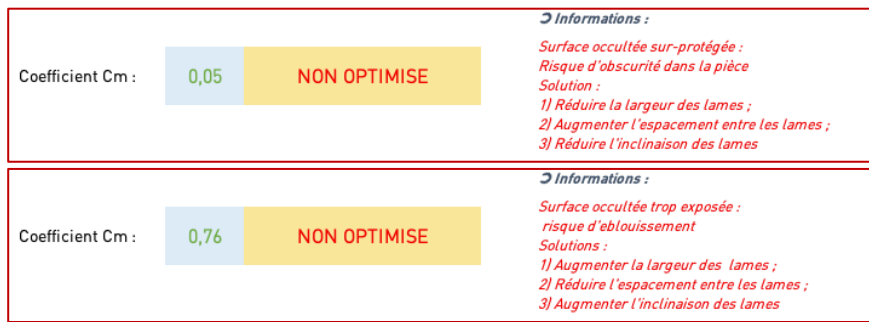 Ɔ Informations :
Surface occultée sur-protégée :
Risque d'obscurité dans la pièce
Coefficient Cm : 0,05 NON OPTIMISE
Solution :
1) Réduire la largeur des lames ;
2) Augmenter l'espacement entre les lames ;
3) Réduire l'inclinaison des lames
Ɔ Informations :
Surface occultée trop exposée :
risque d'eblouissement
Coefficient Cm : 0,76 NON OPTIMISE
Solutions :
1) Augmenter la largeur des lames ;
2) Réduire l'espacement entre les lames ;
3) Augmenter l'inclinaison des lames